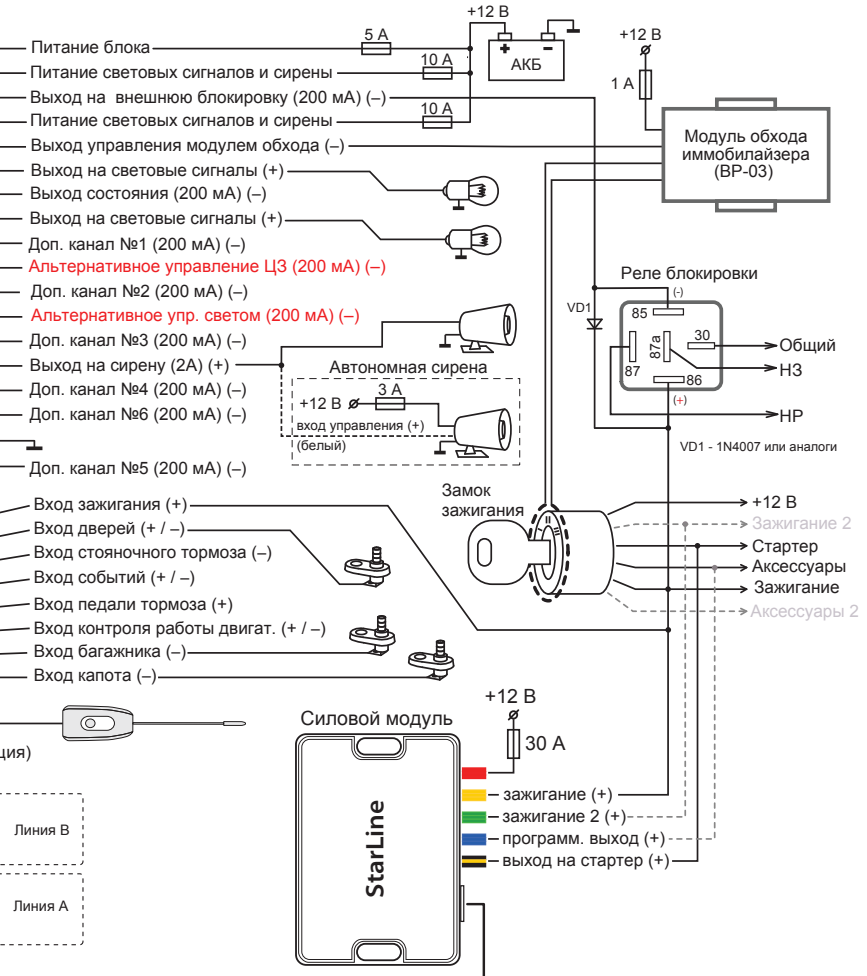 +12 В
5 А
Питание блока
+ –
АКБ
10 А
Питание световых сигналов и сирены
Выход на внешнюю блокировку (200 мА) (–)
10 А
Питание световых сигналов и сирены
+12 В
1 А
Модуль обхода
иммобилайзера
(BP-03)
Выход управления модулем обхода (–)
Выход на световые сигналы (+)
Выход состояния (200 мА) (–)
Выход на световые сигналы (+)
Доп. канал №1 (200 мА) (–)
Альтернативное управление ЦЗ (200 мА) (–)
Доп. канал №2 (200 мА) (–)
Альтернативное упр. светом (200 мА) (–)
Доп. канал №3 (200 мА) (–)
Выход на сирену (2А) (+)
Доп. канал №4 (200 мА) (–)
Доп. канал №6 (200 мА) (–)
Доп. канал №5 (200 мА) (–)
Автономная сирена
+12 В
3 А
вход управления (+)
(белый)
Реле блокировки
(-)
VD1
85
30
87a
87
86
(+)
Общий
НЗ
НР
VD1 - 1N4007 или аналоги
Вход зажигания (+)
Вход дверей (+ / –)
Вход стояночного тормоза (–)
Вход событий (+ / –)
Вход педали тормоза (+)
Вход контроля работы двигат. (+ / –)
Вход багажника (–)
Вход капота (–)
Замок
зажигания
I II III
+12 В
Зажигание 2
Стартер
Аксессуары
Зажигание
Аксессуары 2
ция)
Линия B
Линия А
Силовой модуль
StarLine
+12 В
30 А
зажигание (+)
зажигание 2 (+)
программ. выход (+)
выход на стартер (+)